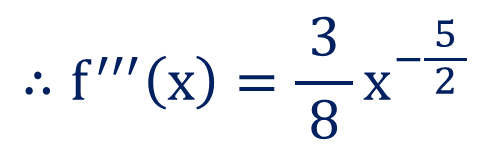 ∴ f′′′(x) = 3/8 x^(−5/2)